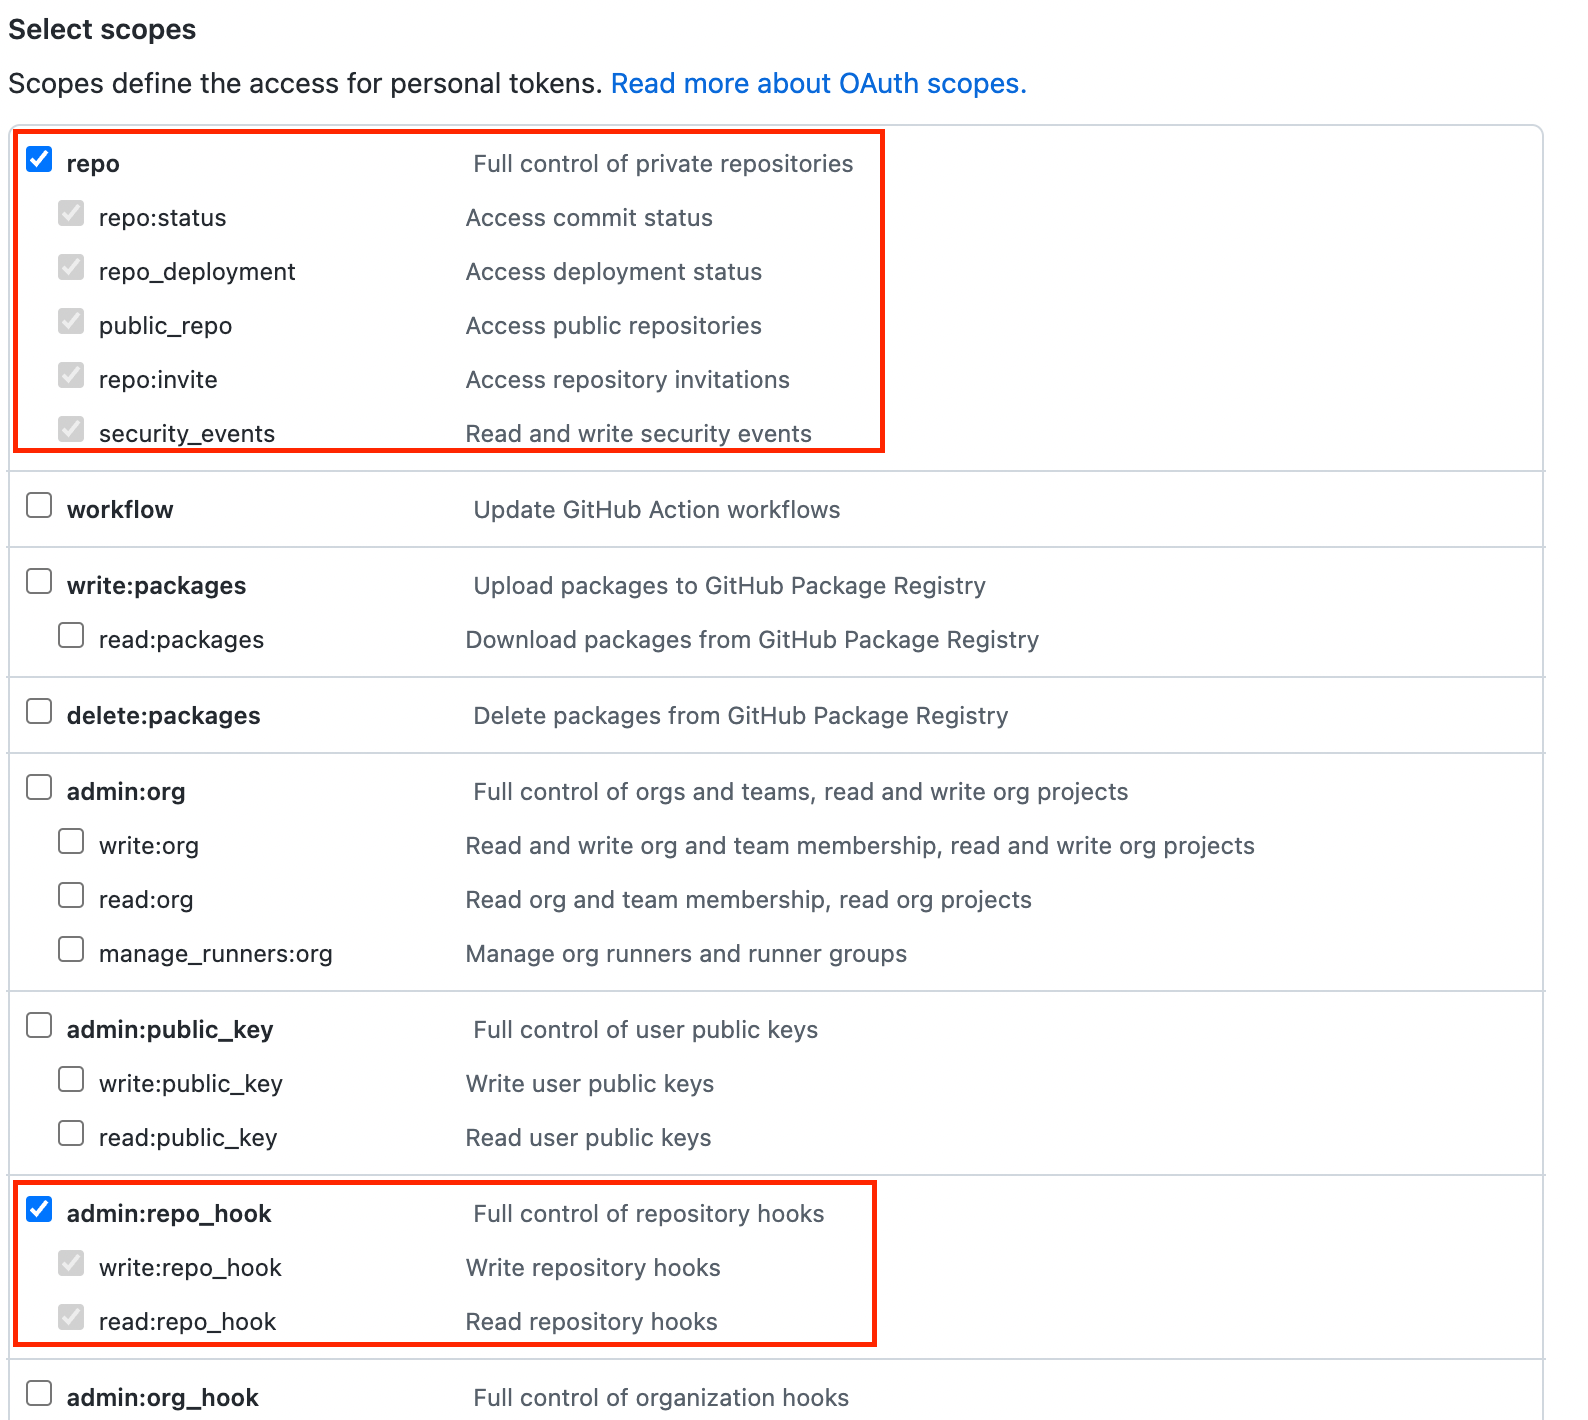 Select scopes
Scopes define the access for personal tokens. Read more about OAuth scopes.
repo Full control of private repositories
repo:status Access commit status
repo_deployment Access deployment status
public_repo Access public repositories
repo:invite Access repository invitations
security_events Read and write security events
workflow Update GitHub Action workflows
write:packages Upload packages to GitHub Package Registry
read:packages Download packages from GitHub Package Registry
delete:packages Delete packages from GitHub Package Registry
admin:org Full control of orgs and teams, read and write org projects
write:org Read and write org and team membership, read and write org projects
read:org Read org and team membership, read org projects
manage_runners:org Manage org runners and runner groups
admin:public_key Full control of user public keys
write:public_key Write user public keys
read:public_key Read user public keys
admin:repo_hook Full control of repository hooks
write:repo_hook Write repository hooks
read:repo_hook Read repository hooks
admin:org_hook Full control of organization hooks